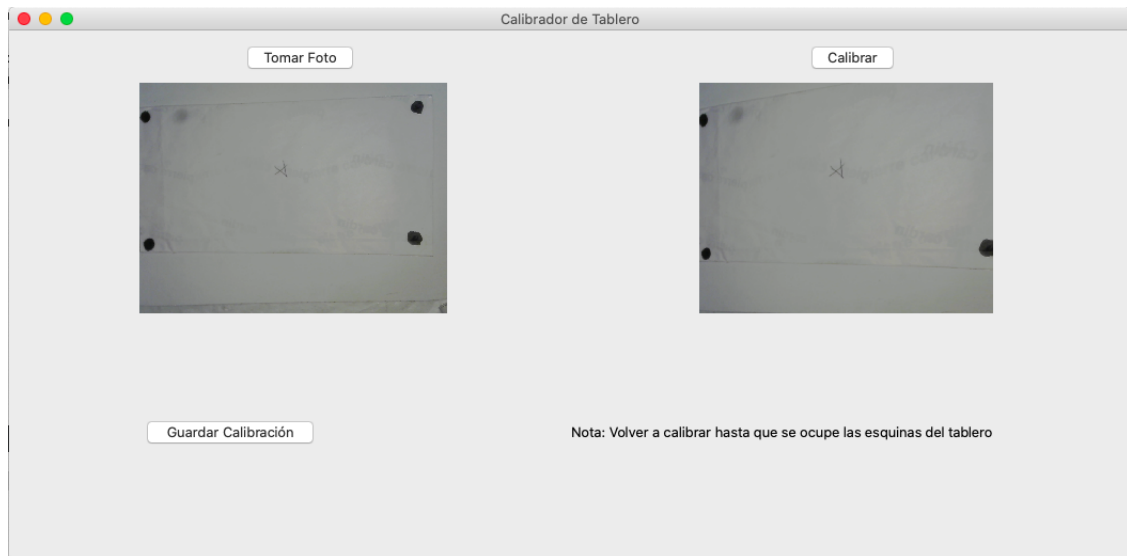 Calibrador de Tablero
Tomar Foto
Calibrar
Guardar Calibración
Nota: Volver a calibrar hasta que se ocupe las esquinas del tablero